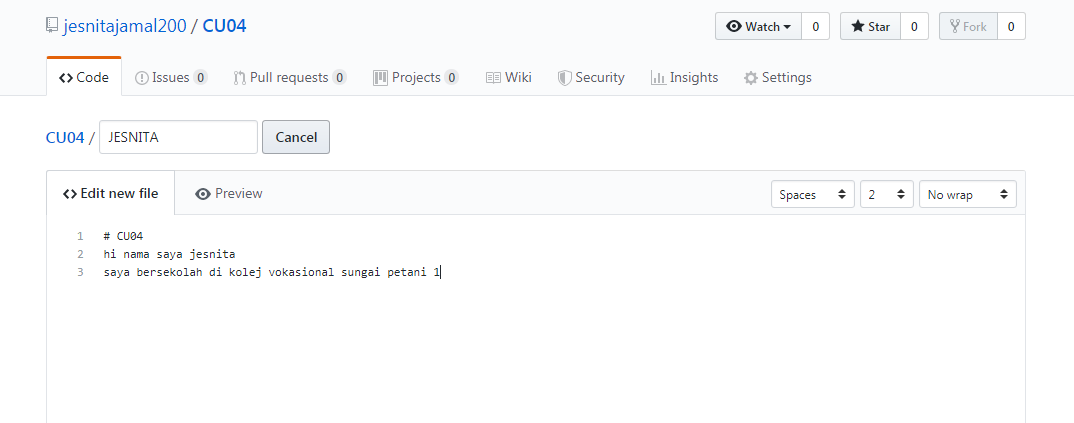 jesnitajamal200 / CU04
Watch 0 Star 0 Fork 0
Code Issues 0 Pull requests 0 Projects 0 Wiki Security Insights Settings
CU04 / JESNITA Cancel
Edit new file Preview Spaces 2 No wrap
1 # CU04
2 hi nama saya jesnita
3 saya bersekolah di kolej vokasional sungai petani 1